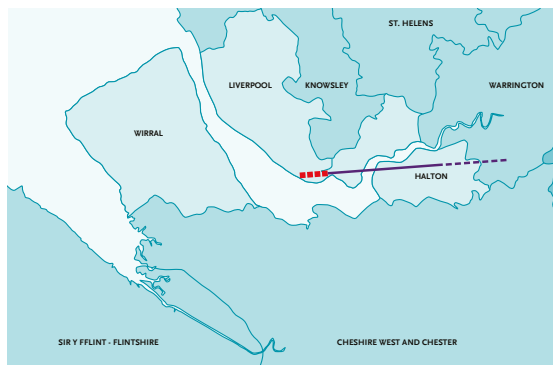 ST. HELENS
LIVERPOOL
KNOWSLEY
WARRINGTON
WIRRAL
HALTON
SIR Y FFLINT - FLINTSHIRE
CHESHIRE WEST AND CHESTER